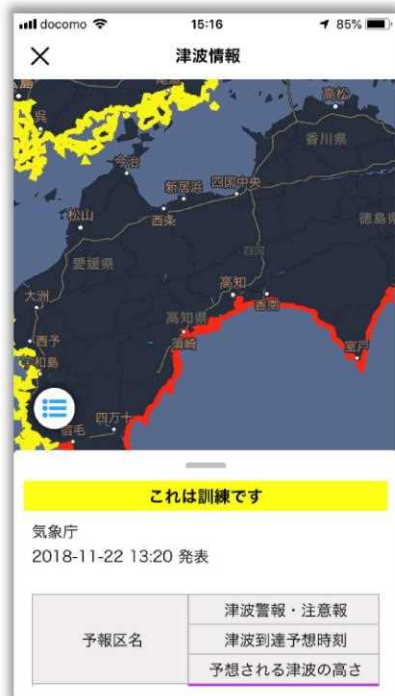 docomo 15:16 85%
津波情報
高松
呉
香川県
今治
新居浜 四国中央
松山
西条
徳島県
愛媛県
四国
大洲
高知
香南
高知県
西予
須崎
室戸
宇和島
四万十
宿毛
これは訓練です
気象庁
2018-11-22 13:20 発表
予報区名
津波警報・注意報
津波到達予想時刻
予想される津波の高さ